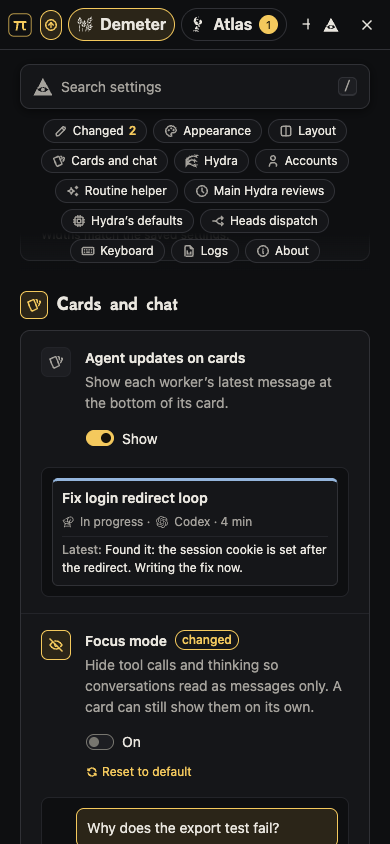 π
Demeter
Atlas 1
Search settings /
Changed 2
Appearance
Layout
Cards and chat
Hydra
Accounts
Routine helper
Main Hydra reviews
Hydra's defaults
Heads dispatch
Keyboard
Logs
About
Cards and chat
Agent updates on cards
Show each worker's latest message at
the bottom of its card.
Show
Fix login redirect loop
In progress · Codex · 4 min
Latest: Found it: the session cookie is set after
the redirect. Writing the fix now.
Focus mode changed
Hide tool calls and thinking so
conversations read as messages only. A
card can still show them on its own.
On
Reset to default
Why does the export test fail?